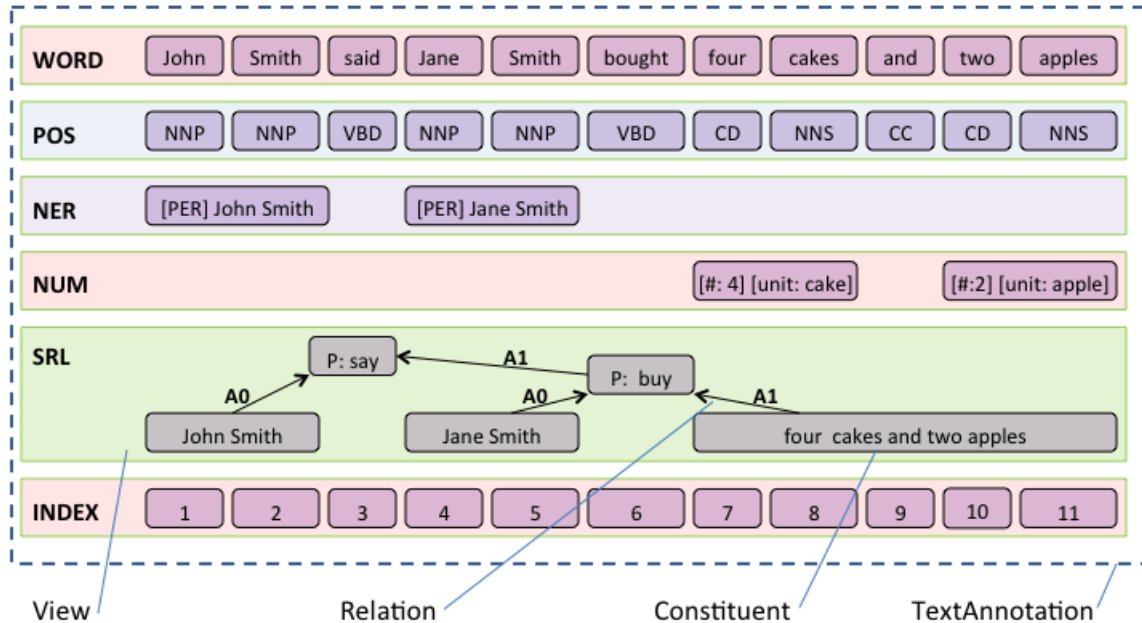 WORD John Smith said Jane Smith bought four cakes and two apples
POS NNP NNP VBD NNP NNP VBD CD NNS CC CD NNS
NER [PER] John Smith [PER] Jane Smith
NUM [#: 4] [unit: cake] [#:2] [unit: apple]
SRL P: say A1 P: buy
A0 A0 A1
John Smith Jane Smith four cakes and two apples
INDEX 1 2 3 4 5 6 7 8 9 10 11
View Relation Constituent TextAnnotation